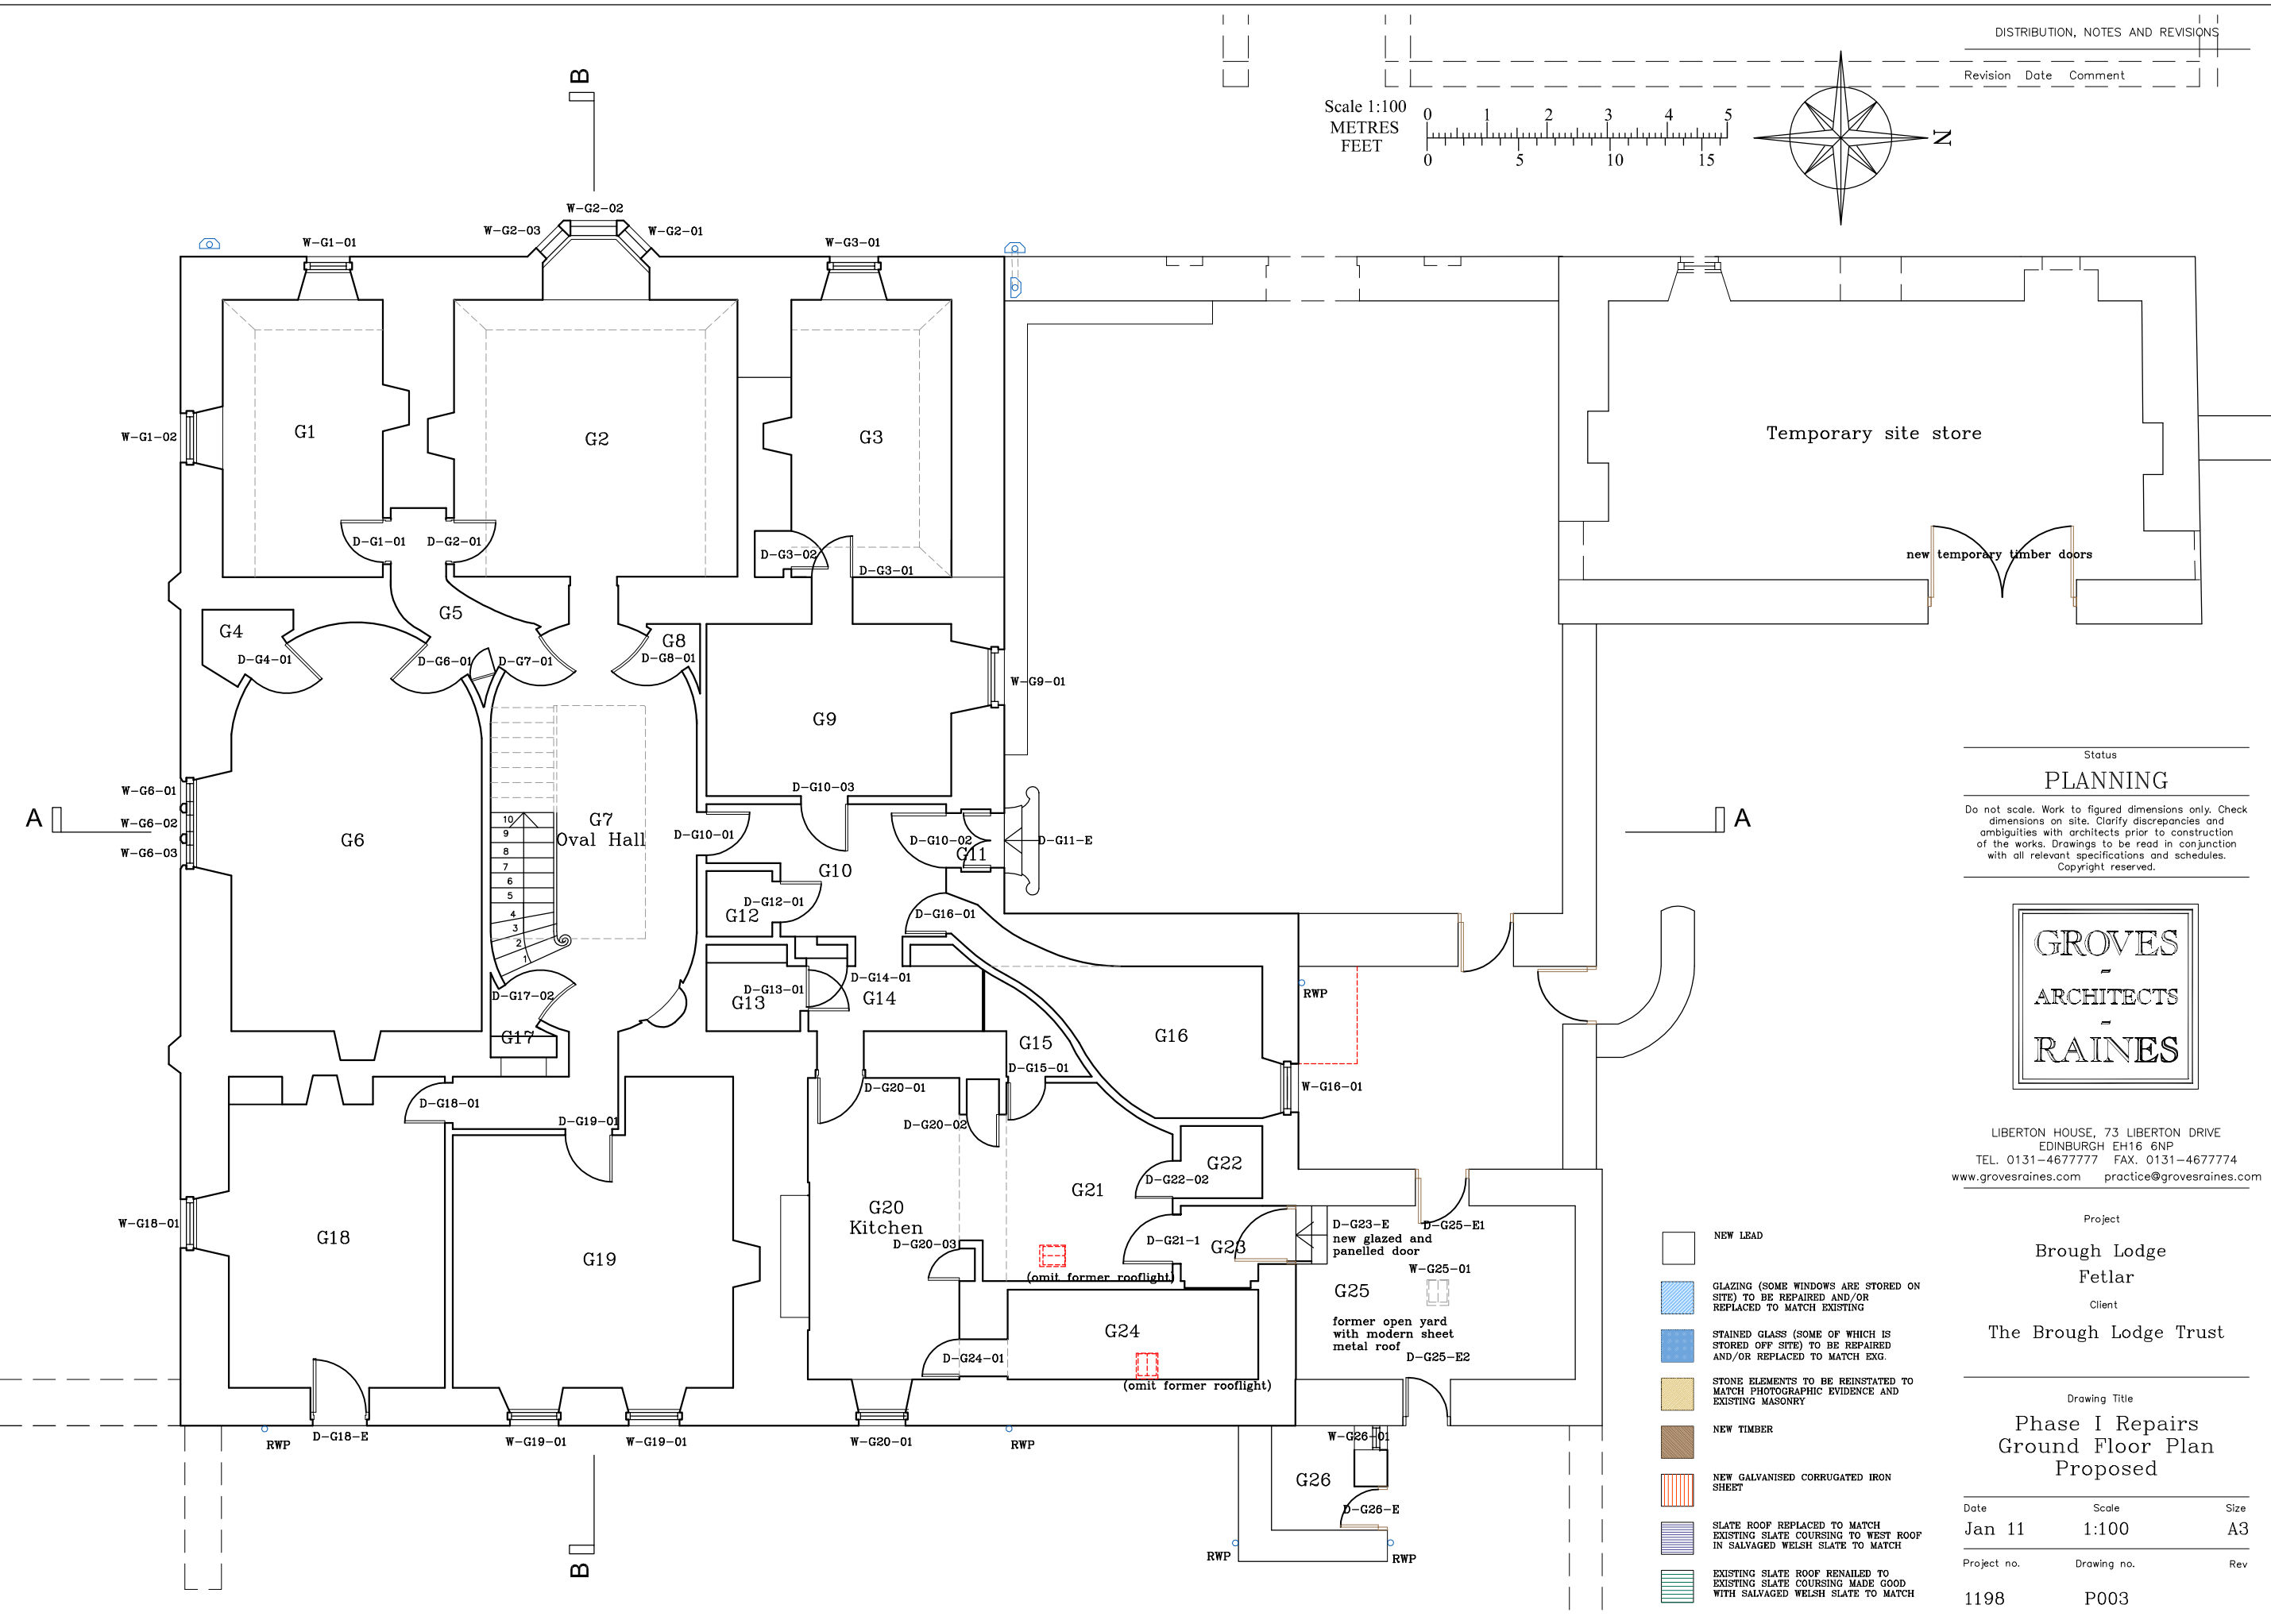 DISTRIBUTION, NOTES AND REVISIONS
Revision Date Comment
B
Scale 1:100
METRES
FEET
0 1 2 3 4 5
0 5 10 15
N
W-G2-02
W-G2-03
W-G2-01
W-G1-01
W-G3-01
W-G1-02
G1
G2
G3
Temporary site store
D-G1-01
D-G2-01
D-G3-02
D-G3-01
new temporary timber doors
G5
G4
G8
D-G4-01
D-G6-01
D-G7-01
D-G8-01
W-G9-01
G9
W-G6-01
W-G6-02
W-G6-03
A
G6
G7
Oval Hall
10
9
8
7
6
5
4
3
2
1
D-G10-03
D-G10-01
D-G10-02
G11
D-G11-E
A
G10
D-G12-01
G12
D-G16-01
D-G14-01
D-G13-01
G13
G14
D-G17-02
G17
G15
G16
RWP
D-G15-01
W-G16-01
D-G18-01
D-G19-01
D-G20-01
D-G20-02
G22
D-G22-02
G21
G20
Kitchen
W-G18-01
G18
G19
D-G20-03
D-G21-1
G23
D-G23-E
new glazed and
panelled door
D-G25-E1
(omit former rooflight)
W-G25-01
G25
former open yard
with modern sheet
metal roof
D-G25-E2
G24
D-G24-01
(omit former rooflight)
RWP
D-G18-E
W-G19-01
W-G19-01
W-G20-01
RWP
W-G26-01
G26
D-G26-E
RWP
RWP
B
Status
PLANNING
Do not scale. Work to figured dimensions only. Check
dimensions on site. Clarify discrepancies and
ambiguities with architects prior to construction
of the works. Drawings to be read in conjunction
with all relevant specifications and schedules.
Copyright reserved.
GROVES
-
ARCHITECTS
-
RAINES
LIBERTON HOUSE, 73 LIBERTON DRIVE
EDINBURGH EH16 6NP
TEL. 0131-4677777 FAX. 0131-4677774
www.grovesraines.com practice@grovesraines.com
NEW LEAD
GLAZING (SOME WINDOWS ARE STORED ON
SITE) TO BE REPAIRED AND/OR
REPLACED TO MATCH EXISTING
STAINED GLASS (SOME OF WHICH IS
STORED OFF SITE) TO BE REPAIRED
AND/OR REPLACED TO MATCH EXG.
STONE ELEMENTS TO BE REINSTATED TO
MATCH PHOTOGRAPHIC EVIDENCE AND
EXISTING MASONRY
NEW TIMBER
NEW GALVANISED CORRUGATED IRON
SHEET
SLATE ROOF REPLACED TO MATCH
EXISTING SLATE COURSING TO WEST ROOF
IN SALVAGED WELSH SLATE TO MATCH
EXISTING SLATE ROOF RENAILED TO
EXISTING SLATE COURSING MADE GOOD
WITH SALVAGED WELSH SLATE TO MATCH
Project
Brough Lodge
Fetlar
Client
The Brough Lodge Trust
Drawing Title
Phase I Repairs
Ground Floor Plan
Proposed
Date Scale Size
Jan 11 1:100 A3
Project no. Drawing no. Rev
1198 P003